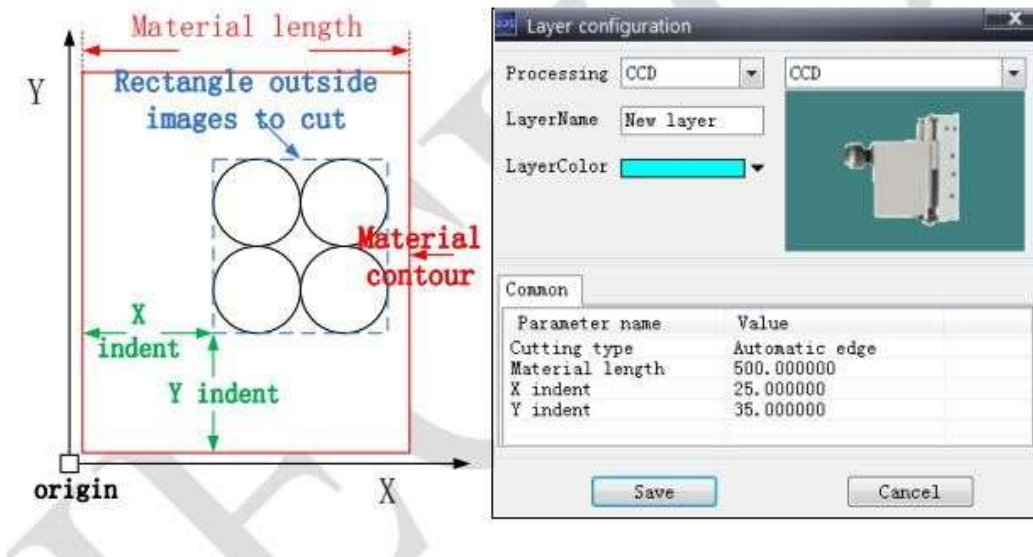 Material length
Y
Rectangle outside
images to cut
Material
contour
X
indent
Y indent
origin
X
Layer configuration
X
Processing CCD CCD
LayerName New layer
LayerColor
Common
Parameter name Value
Cutting type Automatic edge
Material length 500.000000
X indent 25.000000
Y indent 35.000000
Save Cancel